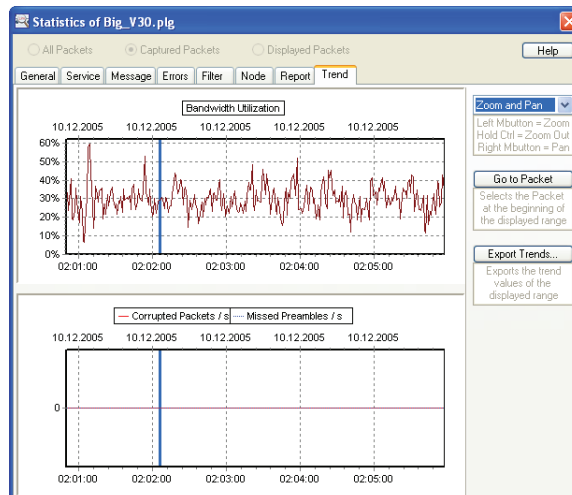 Statistics of Big_V30.plg
All Packets Captured Packets Displayed Packets
Help
General Service Message Errors Filter Node Report Trend
Bandwidth Utilization
10.12.2005 10.12.2005 10.12.2005 10.12.2005 10.12.2005
60%
50%
40%
30%
20%
10%
0%
02:01:00 02:02:00 02:03:00 02:04:00 02:05:00
Zoom and Pan
Left Mbutton = Zoom
Hold Ctrl = Zoom Out
Right Mbutton = Pan
Go to Packet
Selects the Packet
at the beginning of
the displayed range
Export Trends...
Exports the trend
values of the
displayed range
Corrupted Packets / s Missed Preambles / s
10.12.2005 10.12.2005 10.12.2005 10.12.2005 10.12.2005
0
02:01:00 02:02:00 02:03:00 02:04:00 02:05:00